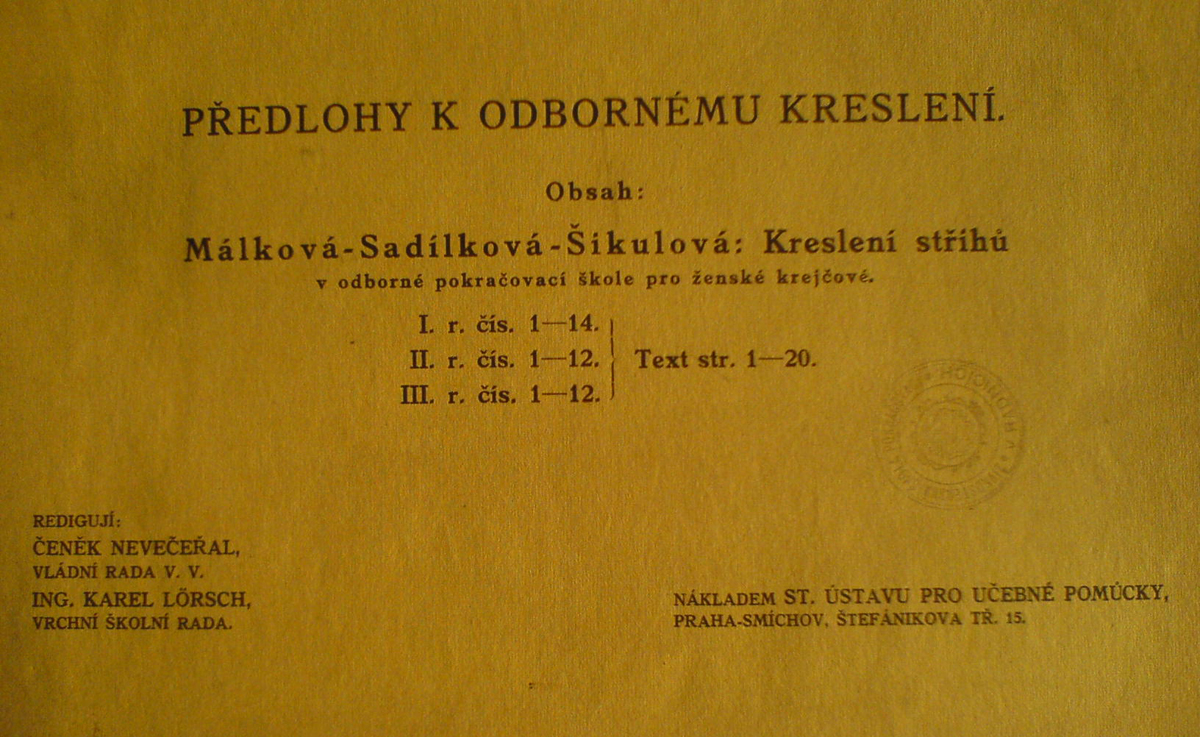 PŘEDLOHY K ODBORNÉMU KRESLENÍ.
Obsah:
Málková-Sadílková-Šikulová: Kreslení střihů
v odborné pokračovací škole pro ženské krejčové.
I. r. čís. 1—14.
II. r. čís. 1—12. } Text str. 1—20.
III. r. čís. 1—12.
REDIGUJÍ:
ČENĚK NEVEČEŘAL,
VLÁDNÍ RADA V. V.
ING. KAREL LÖRSCH,
VRCHNÍ ŠKOLNÍ RADA.
NÁKLADEM ST. ÚSTAVU PRO UČEBNÉ POMŮCKY,
PRAHA-SMÍCHOV, ŠTEFÁNIKOVA TŘ. 15.